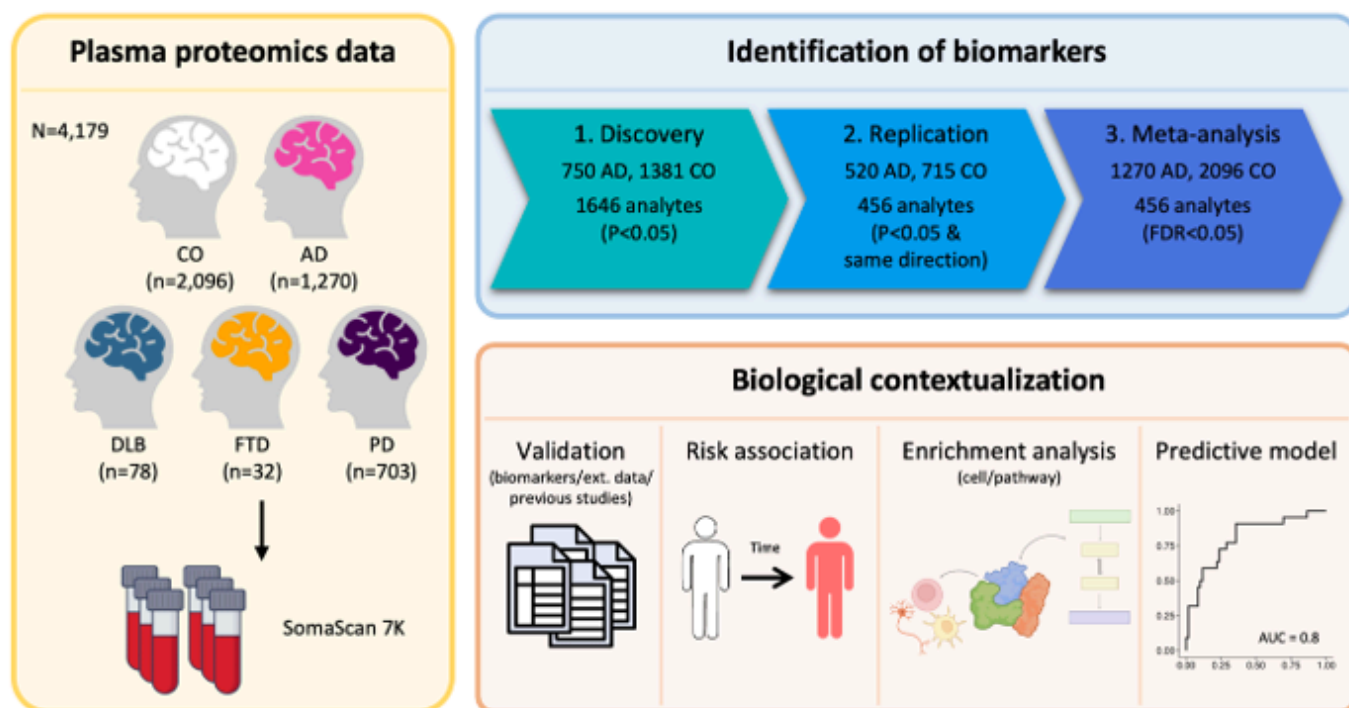 Plasma proteomics data
N=4,179
CO
(n=2,096)
AD
(n=1,270)
DLB
(n=78)
FTD
(n=32)
PD
(n=703)
SomaScan 7K
Identification of biomarkers
1. Discovery
750 AD, 1381 CO
1646 analytes
(P<0.05)
2. Replication
520 AD, 715 CO
456 analytes
(P<0.05 &
same direction)
3. Meta-analysis
1270 AD, 2096 CO
456 analytes
(FDR<0.05)
Biological contextualization
Validation
(biomarkers/ext. data/
previous studies)
Risk association
Time
Enrichment analysis
(cell/pathway)
Predictive model
1.00
0.75
0.50
0.25
0.00
AUC = 0.8
0.00 0.25 0.50 0.75 1.00